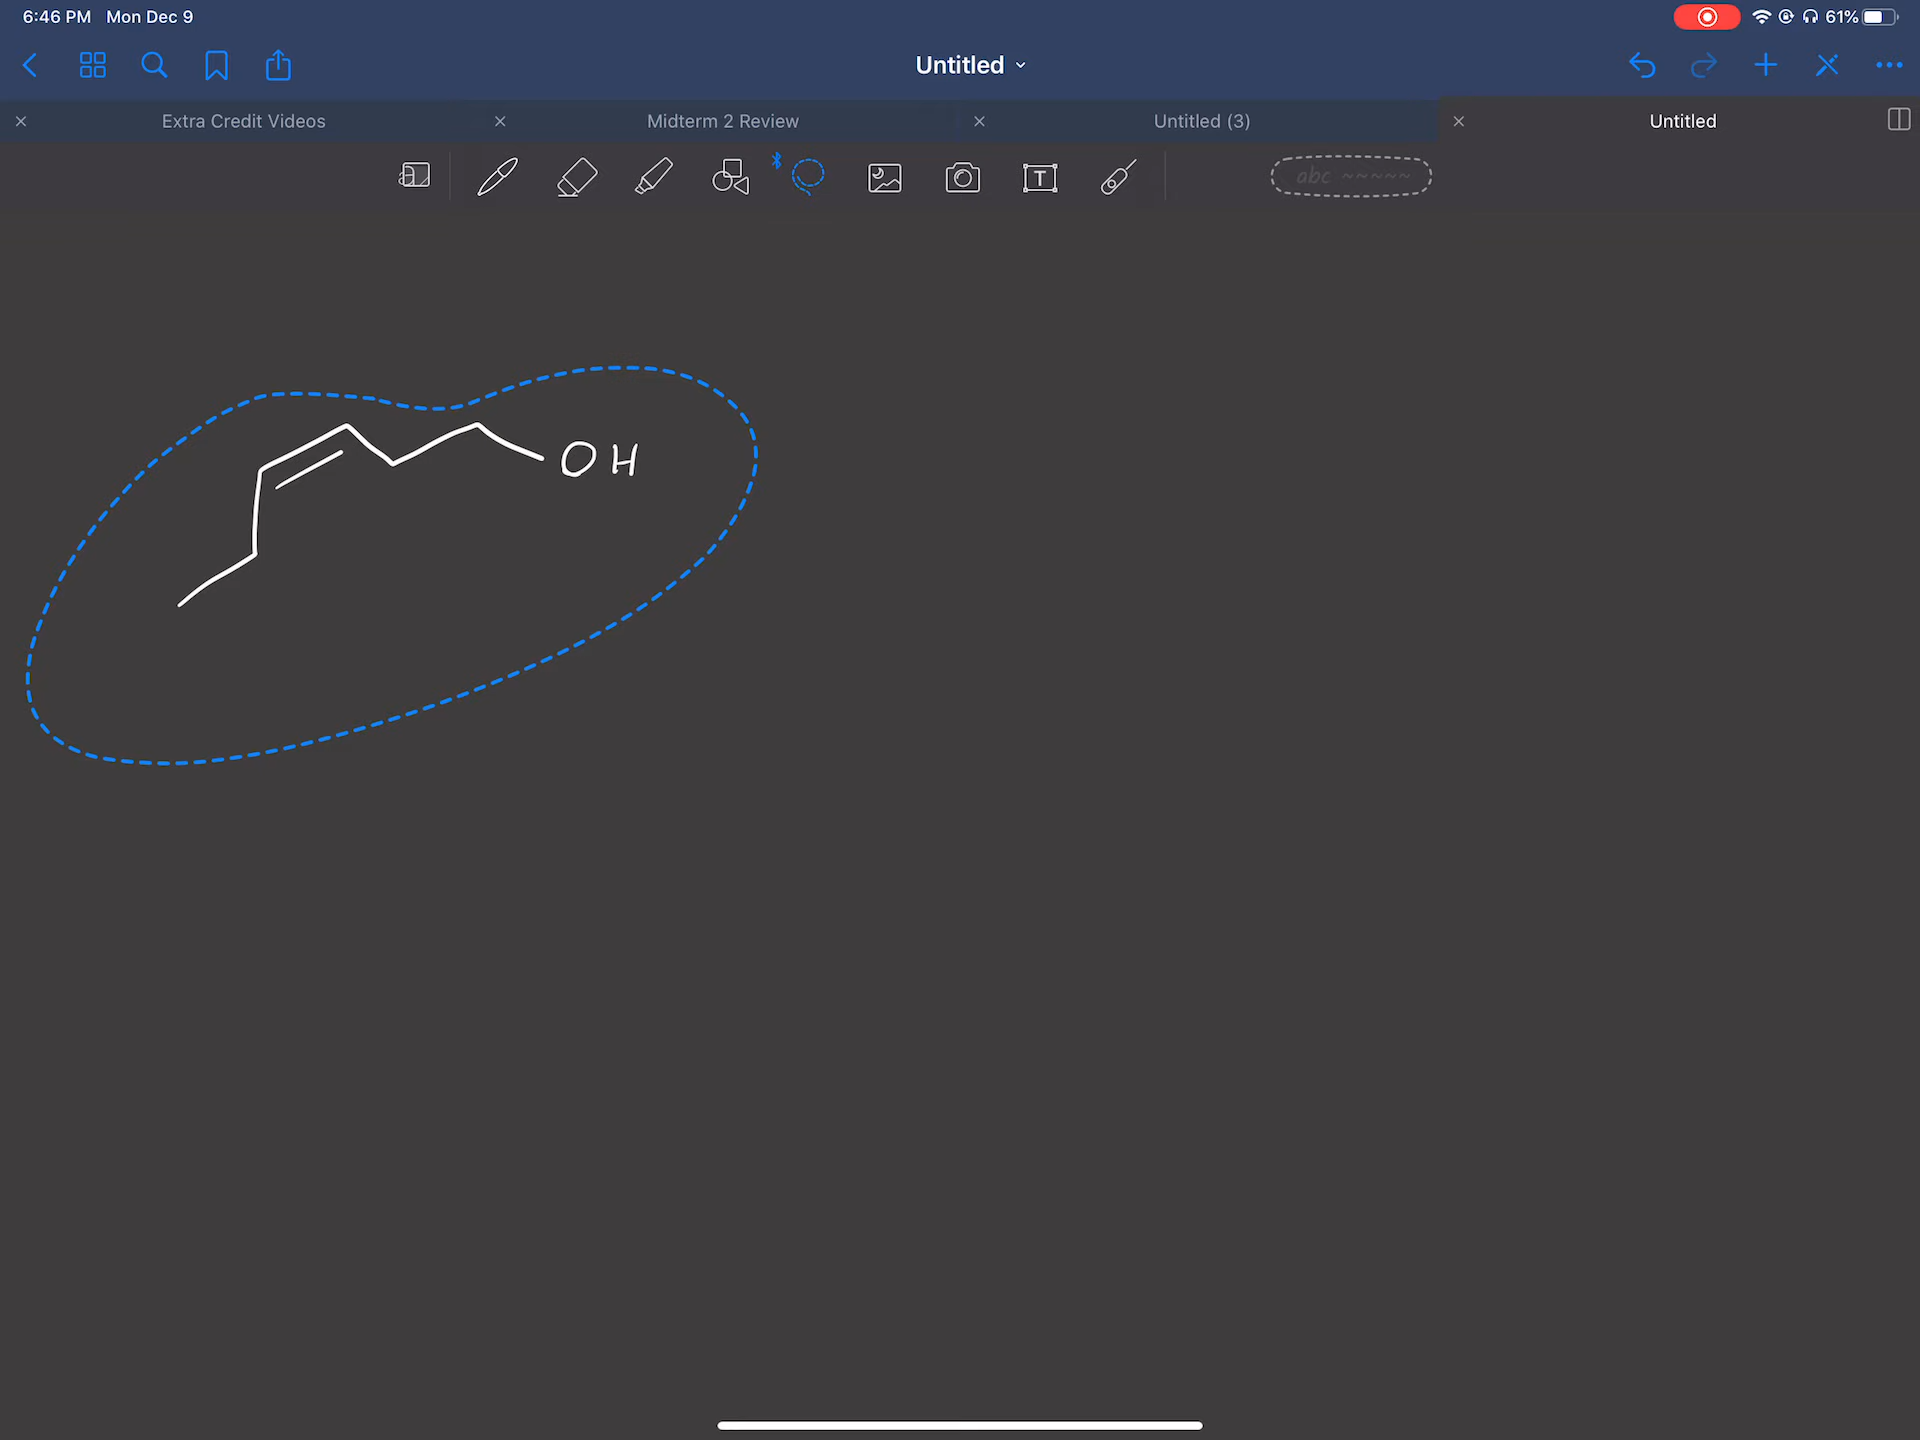 6:46 PM Mon Dec 9
61%
Untitled
Extra Credit Videos
Midterm 2 Review
Untitled (3)
Untitled
T
abc
OH